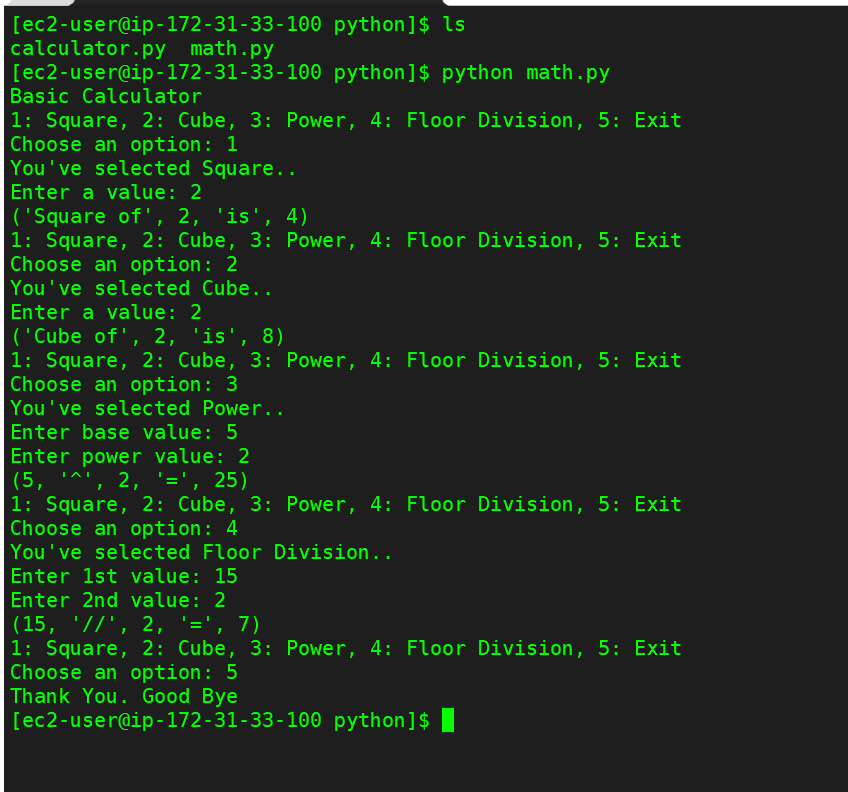 [ec2-user@ip-172-31-33-100 python]$ ls
calculator.py  math.py
[ec2-user@ip-172-31-33-100 python]$ python math.py
Basic Calculator
1: Square, 2: Cube, 3: Power, 4: Floor Division, 5: Exit
Choose an option: 1
You've selected Square..
Enter a value: 2
('Square of', 2, 'is', 4)
1: Square, 2: Cube, 3: Power, 4: Floor Division, 5: Exit
Choose an option: 2
You've selected Cube..
Enter a value: 2
('Cube of', 2, 'is', 8)
1: Square, 2: Cube, 3: Power, 4: Floor Division, 5: Exit
Choose an option: 3
You've selected Power..
Enter base value: 5
Enter power value: 2
(5, '^', 2, '=', 25)
1: Square, 2: Cube, 3: Power, 4: Floor Division, 5: Exit
Choose an option: 4
You've selected Floor Division..
Enter 1st value: 15
Enter 2nd value: 2
(15, '//', 2, '=', 7)
1: Square, 2: Cube, 3: Power, 4: Floor Division, 5: Exit
Choose an option: 5
Thank You. Good Bye
[ec2-user@ip-172-31-33-100 python]$